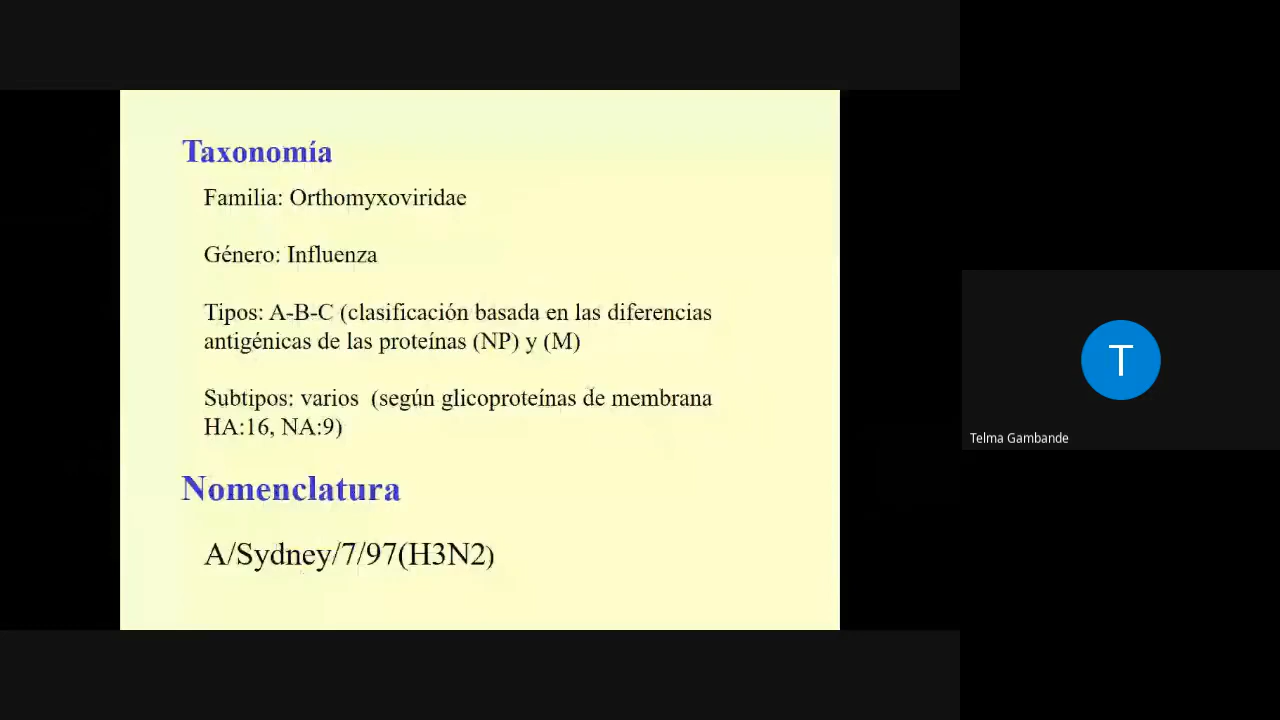 Taxonomía
Familia: Orthomyxoviridae
Género: Influenza
Tipos: A-B-C (clasificación basada en las diferencias
antigénicas de las proteínas (NP) y (M)
Subtipos: varios  (según glicoproteínas de membrana
HA:16, NA:9)
Nomenclatura
A/Sydney/7/97(H3N2)
T
Telma Gambande